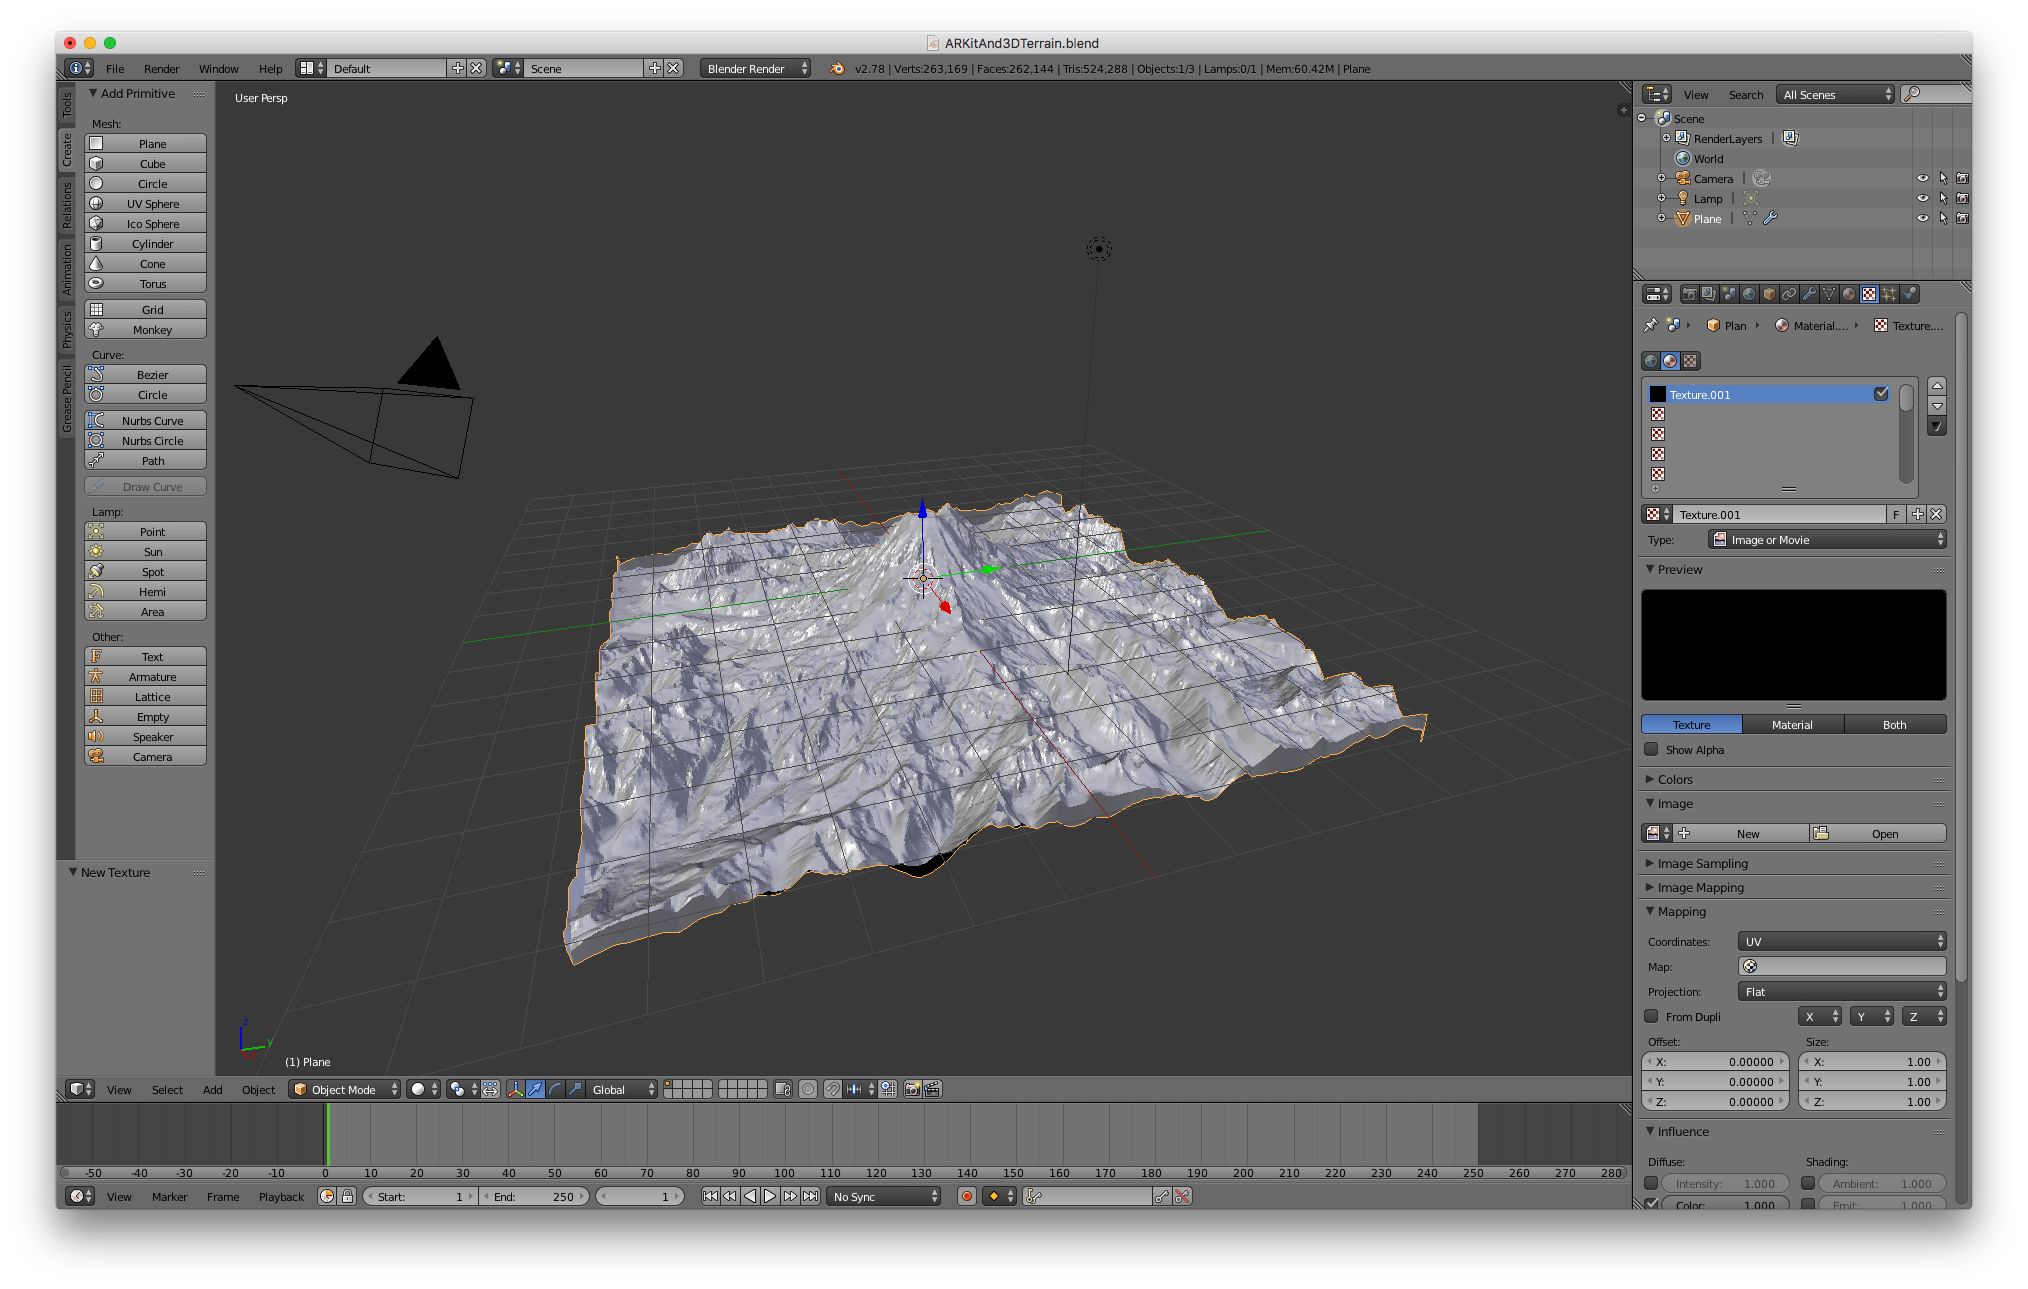 ARKitAnd3DTerrain.blend
File Render Window Help Default Scene Blender Render v2.78 | Verts:263,169 | Faces:262,144 | Tris:524,288 | Objects:1/3 | Lamps:0/1 | Mem:60.42M | Plane
Tools
Create
Relations
Animation
Physics
Grease Pencil
Add Primitive
Mesh:
Plane
Cube
Circle
UV Sphere
Ico Sphere
Cylinder
Cone
Torus
Grid
Monkey
Curve:
Bezier
Circle
Nurbs Curve
Nurbs Circle
Path
Draw Curve
Lamp:
Point
Sun
Spot
Hemi
Area
Other:
Text
Armature
Lattice
Empty
Speaker
Camera
New Texture
User Persp
z
y
x
(1) Plane
View Select Add Object Object Mode Global
-50 -40 -30 -20 -10 0 10 20 30 40 50 60 70 80 90 100 110 120 130 140 150 160 170 180 190 200 210 220 230 240 250 260 270 280
View Marker Frame Playback Start: 1 End: 250 1 No Sync
View Search All Scenes
Scene
RenderLayers |
World
Camera |
Lamp |
Plane |
Plan Material.... Texture....
Texture.001
Texture.001 F
Type: Image or Movie
Preview
Texture Material Both
Show Alpha
Colors
Image
New Open
Image Sampling
Image Mapping
Mapping
Coordinates: UV
Map:
Projection: Flat
From Dupli X Y Z
Offset: Size:
X: 0.00000 X: 1.00
Y: 0.00000 Y: 1.00
Z: 0.00000 Z: 1.00
Influence
Diffuse: Shading:
Intensity: 1.000 Ambient: 1.000
Color: 1.000 Emit: 1.000